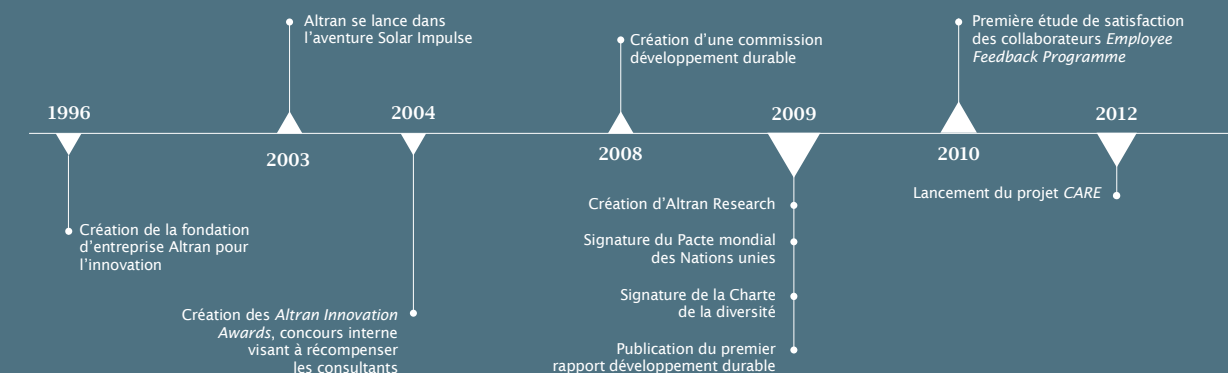 1996
Création de la fondation
d’entreprise Altran pour
l’innovation
Altran se lance dans
l’aventure Solar Impulse
2003
2004
Création des Altran Innovation
Awards, concours interne
visant à récompenser
les consultants
Création d’une commission
développement durable
2008
2009
Création d’Altran Research
Signature du Pacte mondial
des Nations unies
Signature de la Charte
de la diversité
Publication du premier
rapport développement durable
Première étude de satisfaction
des collaborateurs Employee
Feedback Programme
2010
2012
Lancement du projet CARE